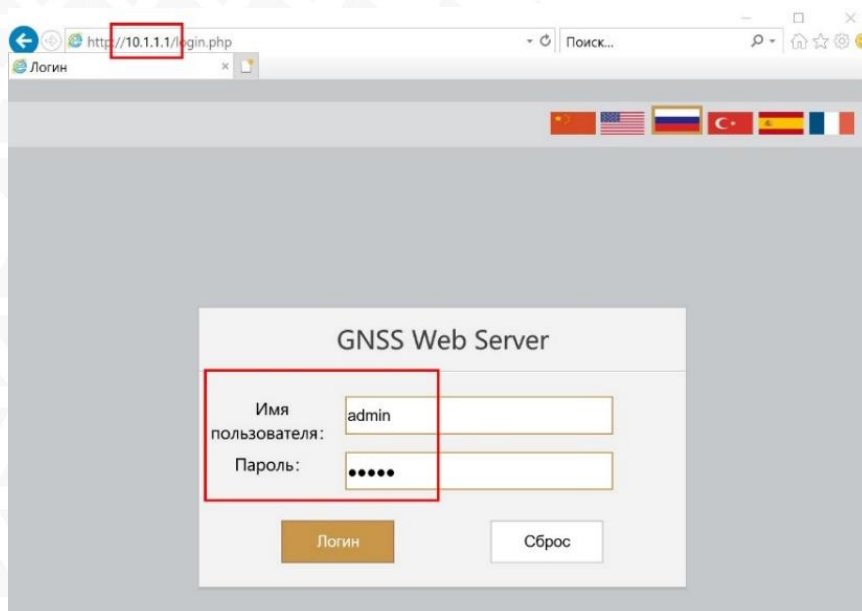 http://10.1.1.1/login.php
Поиск...
Логин
GNSS Web Server
Имя
пользователя:
admin
Пароль:
•••••
Логин
Сброс